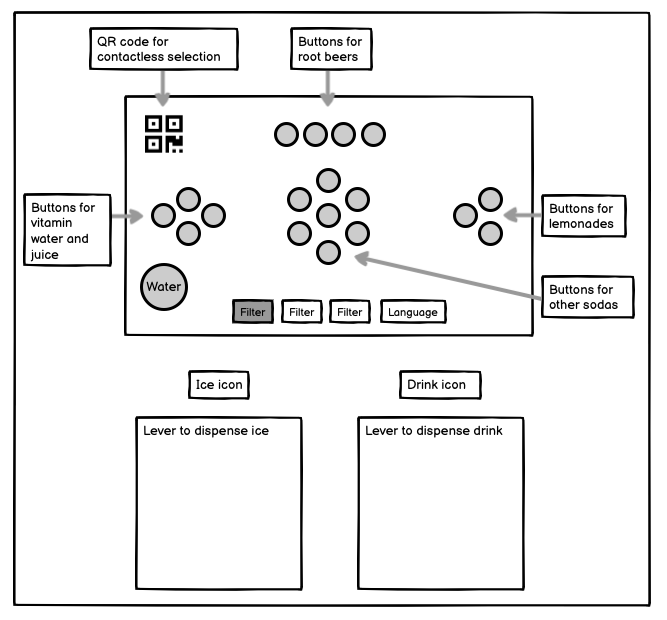 QR code for
contactless selection
Buttons for
root beers
Buttons for
vitamin
water and
juice
Buttons for
lemonades
Water
Buttons for
other sodas
Filter
Filter
Filter
Language
Ice icon
Drink icon
Lever to dispense ice
Lever to dispense drink